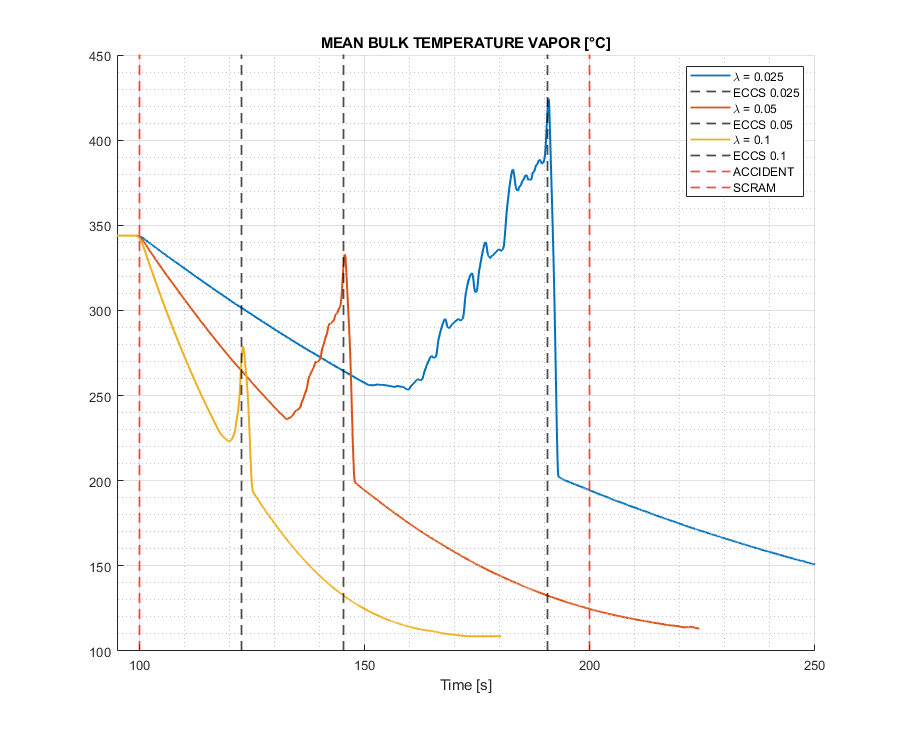 MEAN BULK TEMPERATURE VAPOR [°C]
450
400
350
300
250
200
150
100
100
150
200
250
Time [s]
λ = 0.025
ECCS 0.025
λ = 0.05
ECCS 0.05
λ = 0.1
ECCS 0.1
ACCIDENT
SCRAM